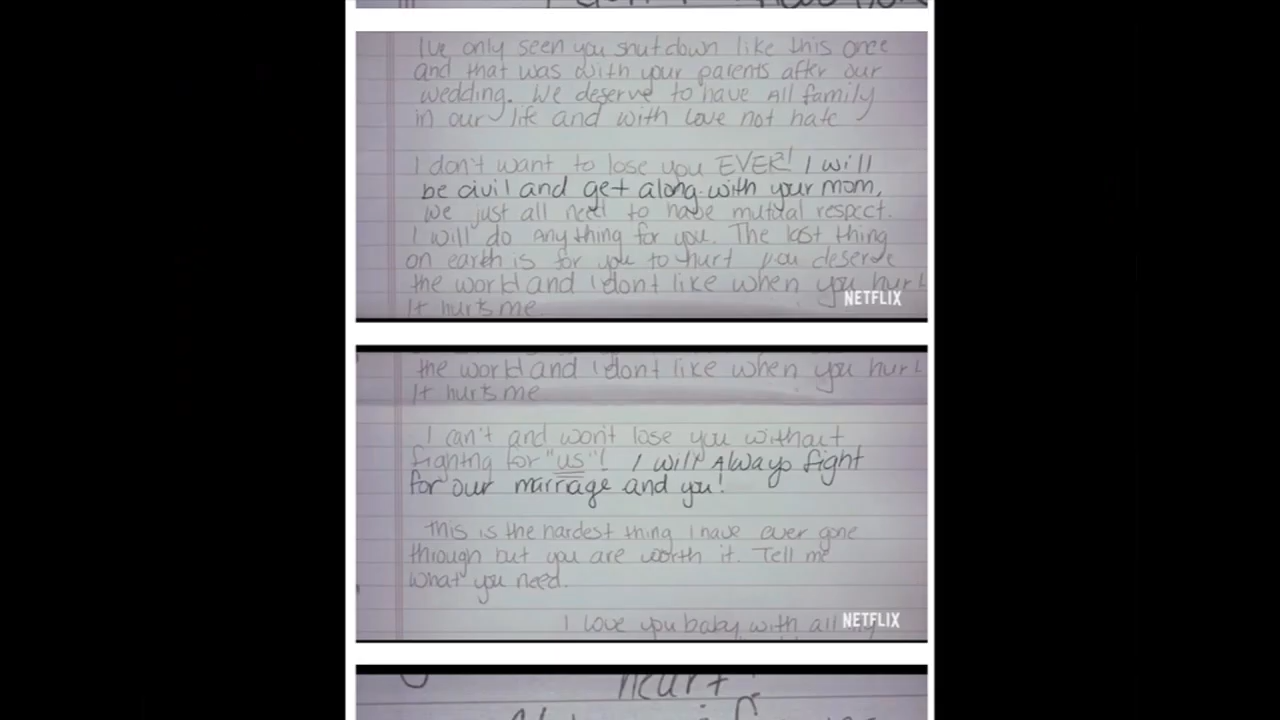 I've only seen you shutdown like this once
and that was with your parents after our
wedding. We deserve to have All family
in our life and with love not hate
I don't want to lose you EVER! I will
be civil and get along with your mom,
we just all need to have mutual respect.
I will do anything for you. The last thing
on earth is for you to hurt you deserve
the world and I dont like when you hurt
It hurts me
NETFLIX
the world and I dont like when you hurt
It hurts me
I can't and won't lose you without
fighting for "us"! I will Always fight
for our marrage and you!
This is the hardest thing I have ever gone
through but you are worth it. Tell me
what you need.
I love you baby with all my
NETFLIX
heart